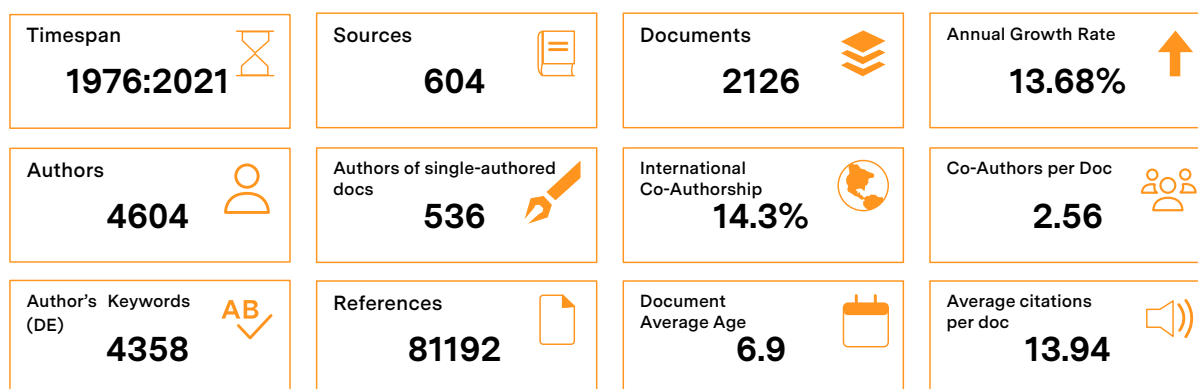 Timespan
1976:2021
Sources
604
Documents
2126
Annual Growth Rate
13.68%
Authors
4604
Authors of single-authored
docs
536
International
Co-Authorship
14.3%
Co-Authors per Doc
2.56
Author's Keywords
(DE)
AB
4358
References
81192
Document
Average Age
6.9
Average citations
per doc
13.94